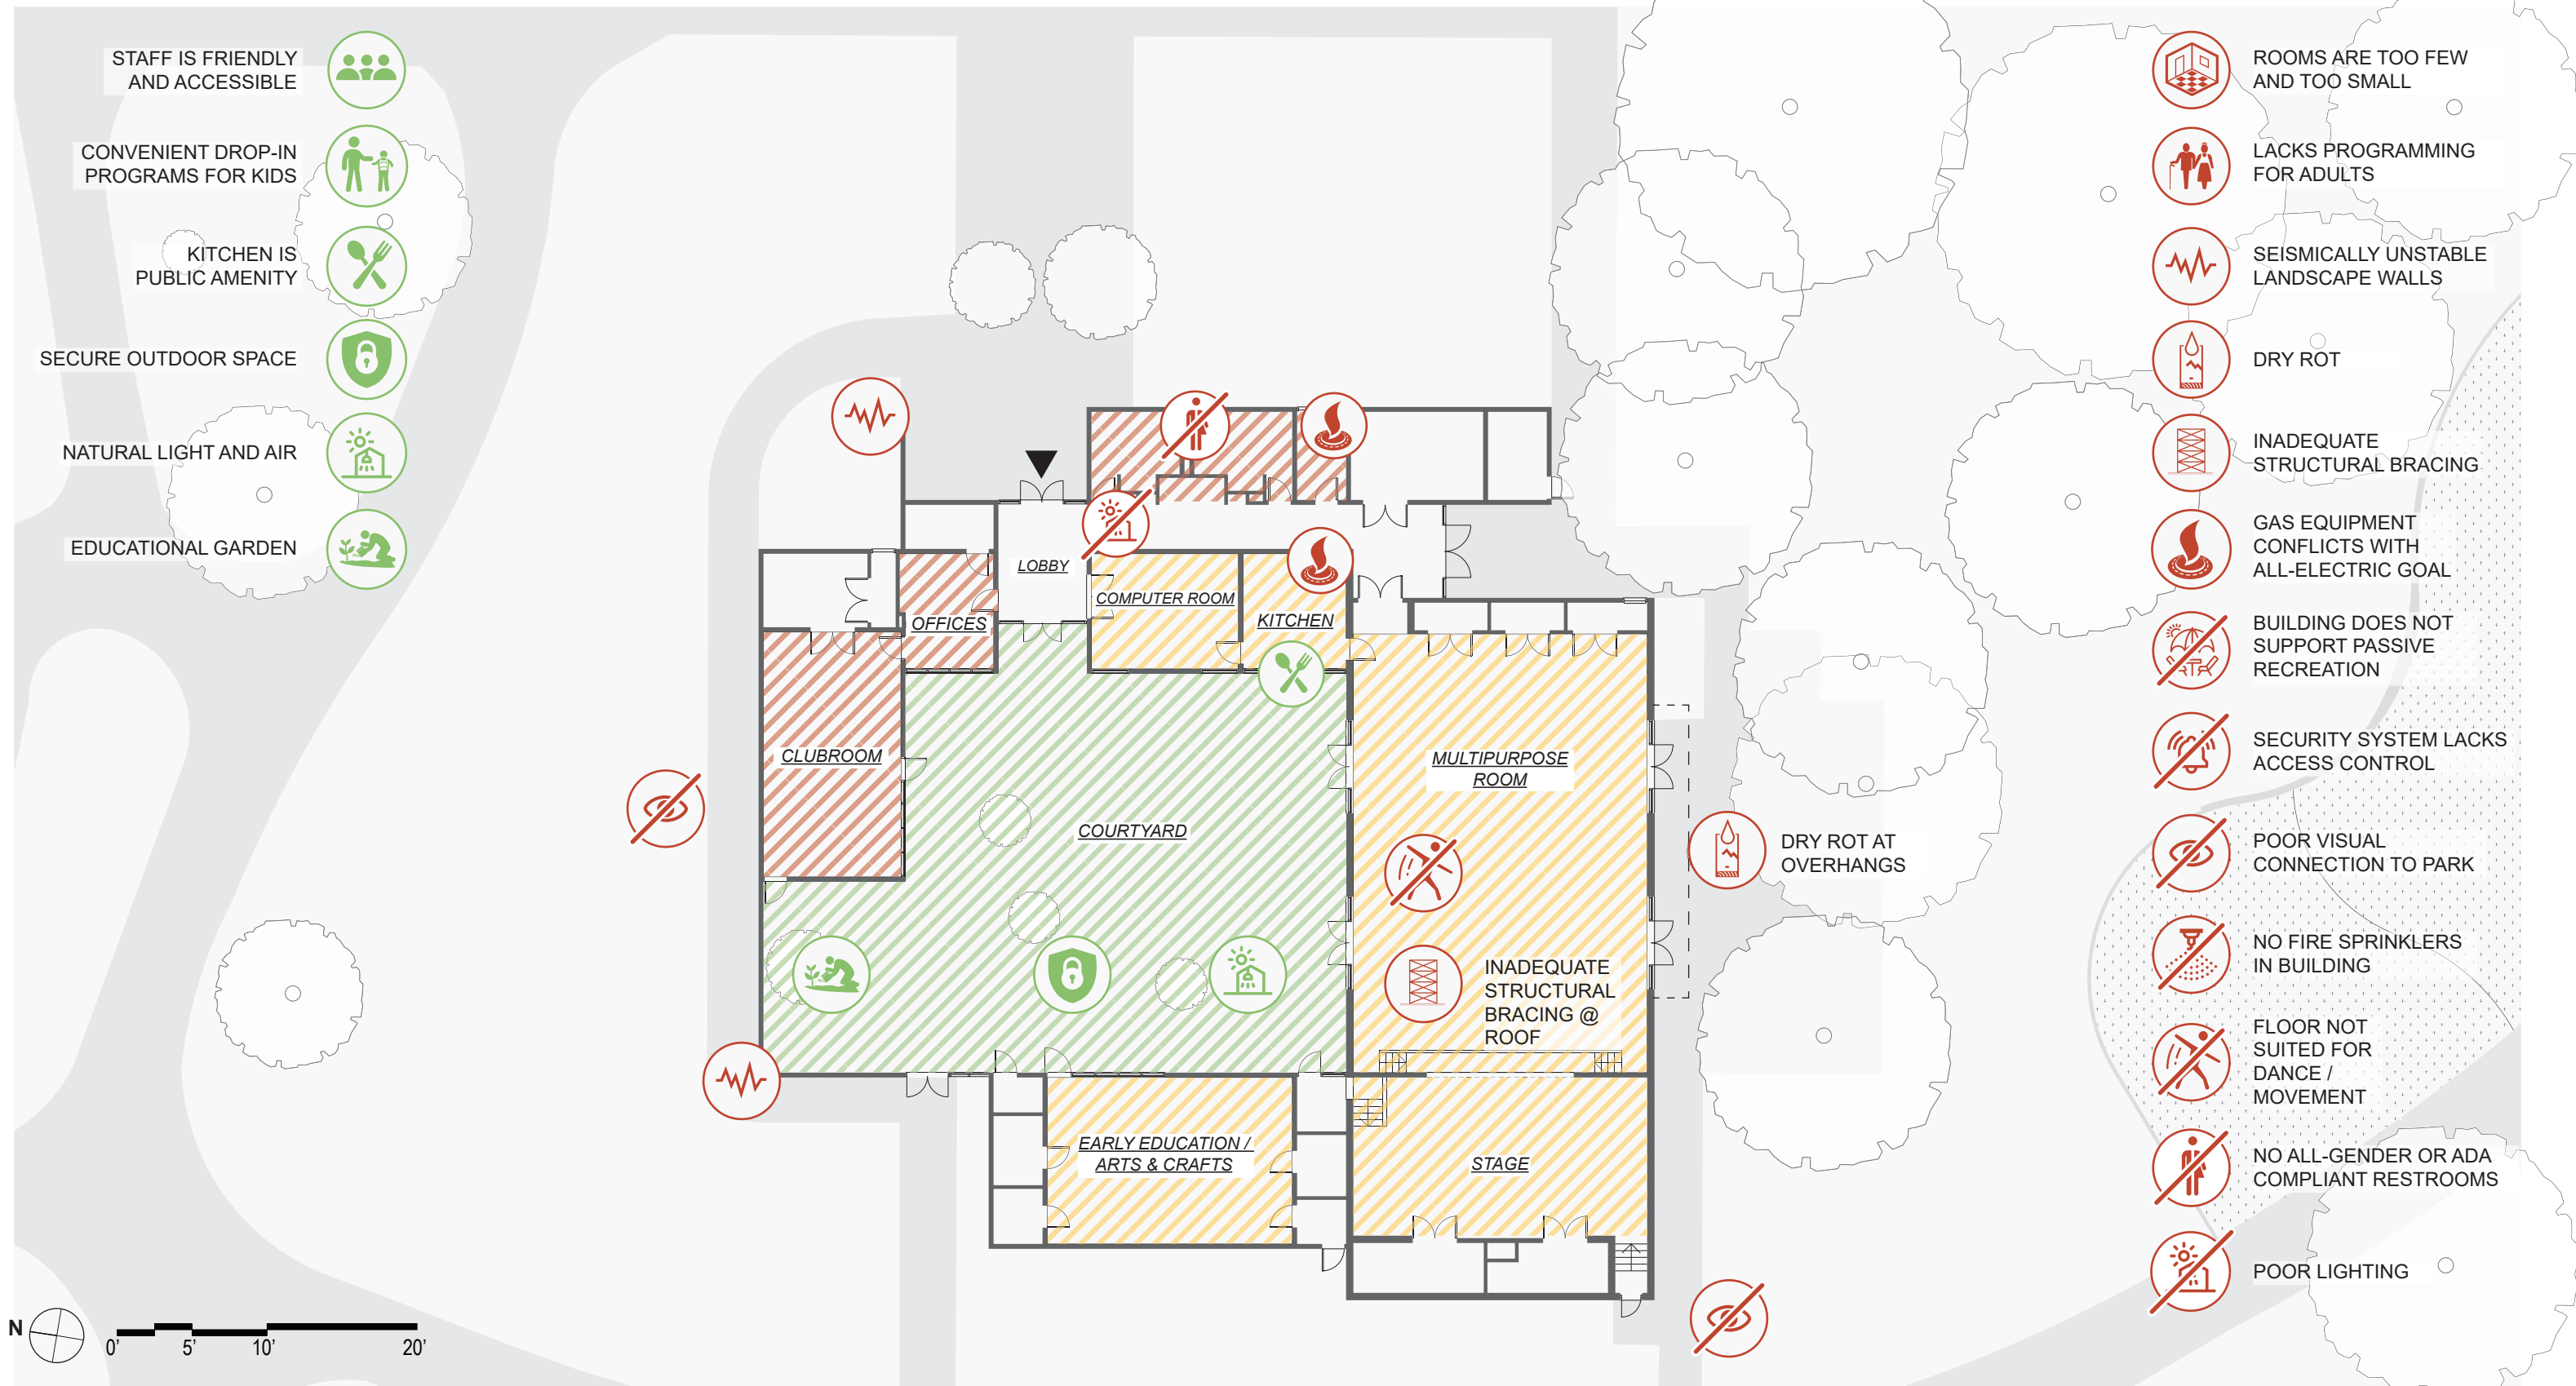 STAFF IS FRIENDLY
AND ACCESSIBLE
CONVENIENT DROP-IN
PROGRAMS FOR KIDS
KITCHEN IS
PUBLIC AMENITY
SECURE OUTDOOR SPACE
NATURAL LIGHT AND AIR
EDUCATIONAL GARDEN
LOBBY
COMPUTER ROOM
OFFICES
KITCHEN
CLUBROOM
MULTIPURPOSE
ROOM
COURTYARD
DRY ROT AT
OVERHANGS
INADEQUATE
STRUCTURAL
BRACING @
ROOF
EARLY EDUCATION /
ARTS & CRAFTS
STAGE
ROOMS ARE TOO FEW
AND TOO SMALL
LACKS PROGRAMMING
FOR ADULTS
SEISMICALLY UNSTABLE
LANDSCAPE WALLS
DRY ROT
INADEQUATE
STRUCTURAL BRACING
GAS EQUIPMENT
CONFLICTS WITH
ALL-ELECTRIC GOAL
BUILDING DOES NOT
SUPPORT PASSIVE
RECREATION
SECURITY SYSTEM LACKS
ACCESS CONTROL
POOR VISUAL
CONNECTION TO PARK
NO FIRE SPRINKLERS
IN BUILDING
FLOOR NOT
SUITED FOR
DANCE /
MOVEMENT
NO ALL-GENDER OR ADA
COMPLIANT RESTROOMS
POOR LIGHTING
N
0' 5' 10' 20'